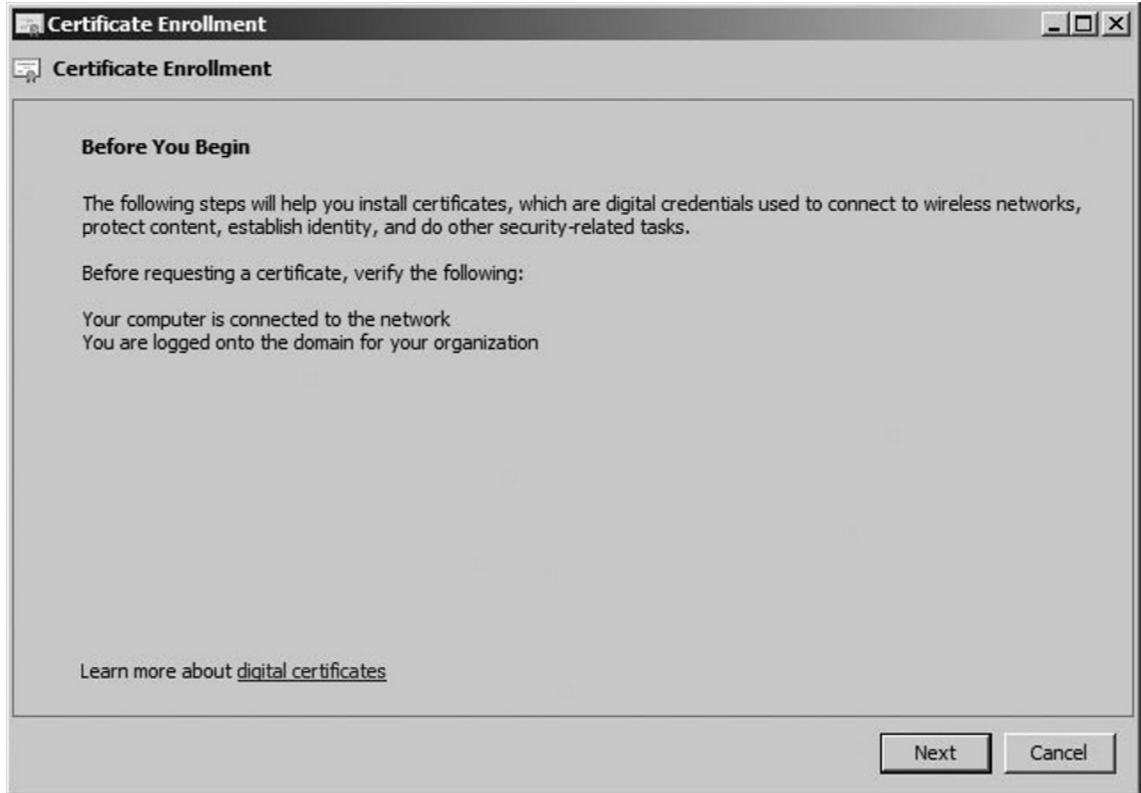 Certificate Enrollment
Certificate Enrollment
Before You Begin
The following steps will help you install certificates, which are digital credentials used to connect to wireless networks,
protect content, establish identity, and do other security-related tasks.
Before requesting a certificate, verify the following:
Your computer is connected to the network
You are logged onto the domain for your organization
Learn more about digital certificates
Next Cancel